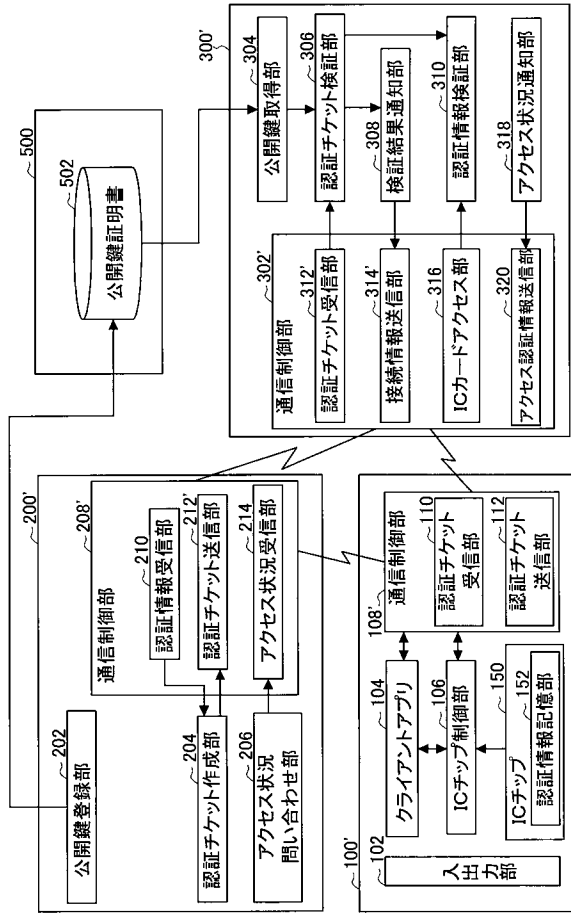 500
502
公開鍵証明書
200'
202
公開鍵登録部
208'
通信制御部
210
認証情報受信部
204
認証チケット作成部
212'
認証チケット送信部
206
アクセス状況
問い合わせ部
214
アクセス状況受信部
300'
304
公開鍵取得部
302'
通信制御部
312'
認証チケット受信部
306
認証チケット検証部
314'
接続情報送信部
308
検証結果通知部
316
ICカードアクセス部
310
認証情報検証部
320
アクセス認証情報送信部
318
アクセス状況通知部
100'
102
入出力部
104
クライアントアプリ
106
ICチップ制御部
150
ICチップ
152
認証情報記憶部
108'
通信制御部
110
認証チケット
受信部
112
認証チケット
送信部